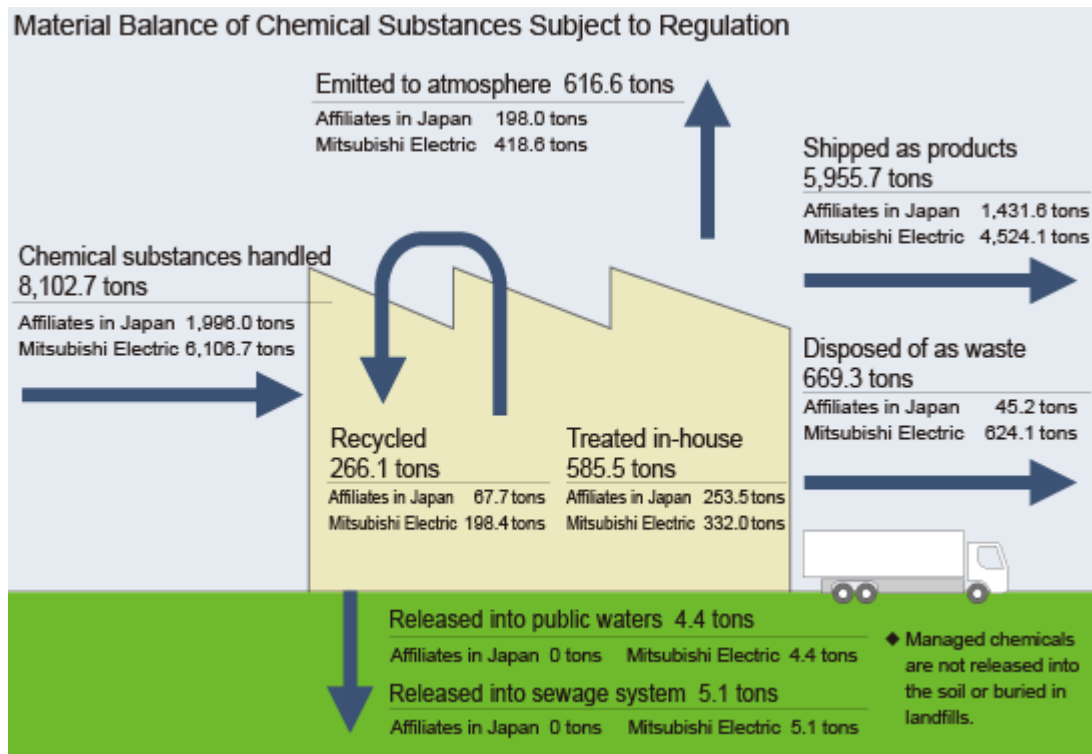 Material Balance of Chemical Substances Subject to Regulation
Emitted to atmosphere 616.6 tons
Affiliates in Japan 198.0 tons
Mitsubishi Electric 418.6 tons
Shipped as products
5,955.7 tons
Affiliates in Japan 1,431.6 tons
Mitsubishi Electric 4,524.1 tons
Chemical substances handled
8,102.7 tons
Affiliates in Japan 1,996.0 tons
Mitsubishi Electric 6,106.7 tons
Disposed of as waste
669.3 tons
Affiliates in Japan 45.2 tons
Mitsubishi Electric 624.1 tons
Recycled
266.1 tons
Affiliates in Japan 67.7 tons
Mitsubishi Electric 198.4 tons
Treated in-house
585.5 tons
Affiliates in Japan 253.5 tons
Mitsubishi Electric 332.0 tons
Released into public waters 4.4 tons
Affiliates in Japan 0 tons Mitsubishi Electric 4.4 tons
Released into sewage system 5.1 tons
Affiliates in Japan 0 tons Mitsubishi Electric 5.1 tons
◆ Managed chemicals
are not released into
the soil or buried in
landfills.